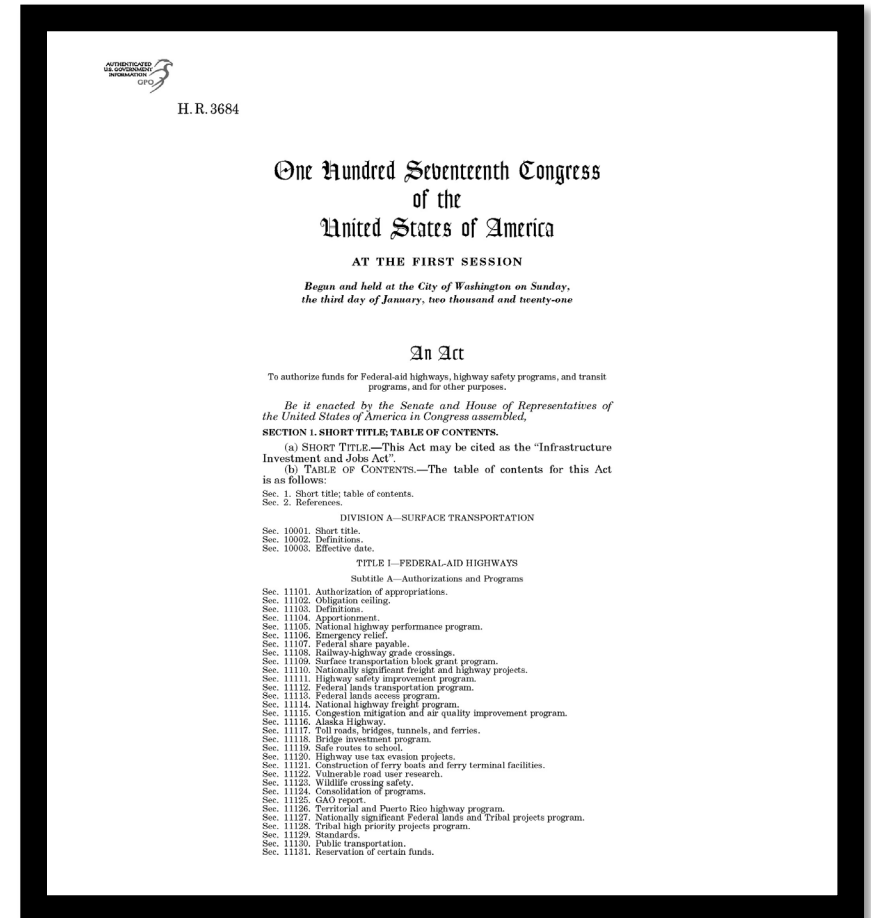 AUTHENTICATED
U.S. GOVERNMENT
INFORMATION
GPO
H. R. 3684
One Hundred Seventeenth Congress
of the
United States of America
AT THE FIRST SESSION
Begun and held at the City of Washington on Sunday,
the third day of January, two thousand and twenty-one
An Act
To authorize funds for Federal-aid highways, highway safety programs, and transit
programs, and for other purposes.
Be it enacted by the Senate and House of Representatives of
the United States of America in Congress assembled,
SECTION 1. SHORT TITLE; TABLE OF CONTENTS.
(a) SHORT TITLE.—This Act may be cited as the “Infrastructure
Investment and Jobs Act”.
(b) TABLE OF CONTENTS.—The table of contents for this Act
is as follows:
Sec. 1. Short title; table of contents.
Sec. 2. References.
DIVISION A—SURFACE TRANSPORTATION
Sec. 10001. Short title.
Sec. 10002. Definitions.
Sec. 10003. Effective date.
TITLE I—FEDERAL-AID HIGHWAYS
Subtitle A—Authorizations and Programs
Sec. 11101. Authorization of appropriations.
Sec. 11102. Obligation ceiling.
Sec. 11103. Definitions.
Sec. 11104. Apportionment.
Sec. 11105. National highway performance program.
Sec. 11106. Emergency relief.
Sec. 11107. Federal share payable.
Sec. 11108. Railway-highway grade crossings.
Sec. 11109. Surface transportation block grant program.
Sec. 11110. Nationally significant freight and highway projects.
Sec. 11111. Highway safety improvement program.
Sec. 11112. Federal lands transportation program.
Sec. 11113. Federal lands access program.
Sec. 11114. National highway freight program.
Sec. 11115. Congestion mitigation and air quality improvement program.
Sec. 11116. Alaska Highway.
Sec. 11117. Toll roads, bridges, tunnels, and ferries.
Sec. 11118. Bridge investment program.
Sec. 11119. Safe routes to school.
Sec. 11120. Highway use tax evasion projects.
Sec. 11121. Construction of ferry boats and ferry terminal facilities.
Sec. 11122. Vulnerable road user research.
Sec. 11123. Wildlife crossing safety.
Sec. 11124. Consolidation of programs.
Sec. 11125. GAO report.
Sec. 11126. Territorial and Puerto Rico highway program.
Sec. 11127. Nationally significant Federal lands and Tribal projects program.
Sec. 11128. Tribal high priority projects program.
Sec. 11129. Standards.
Sec. 11130. Public transportation.
Sec. 11131. Reservation of certain funds.